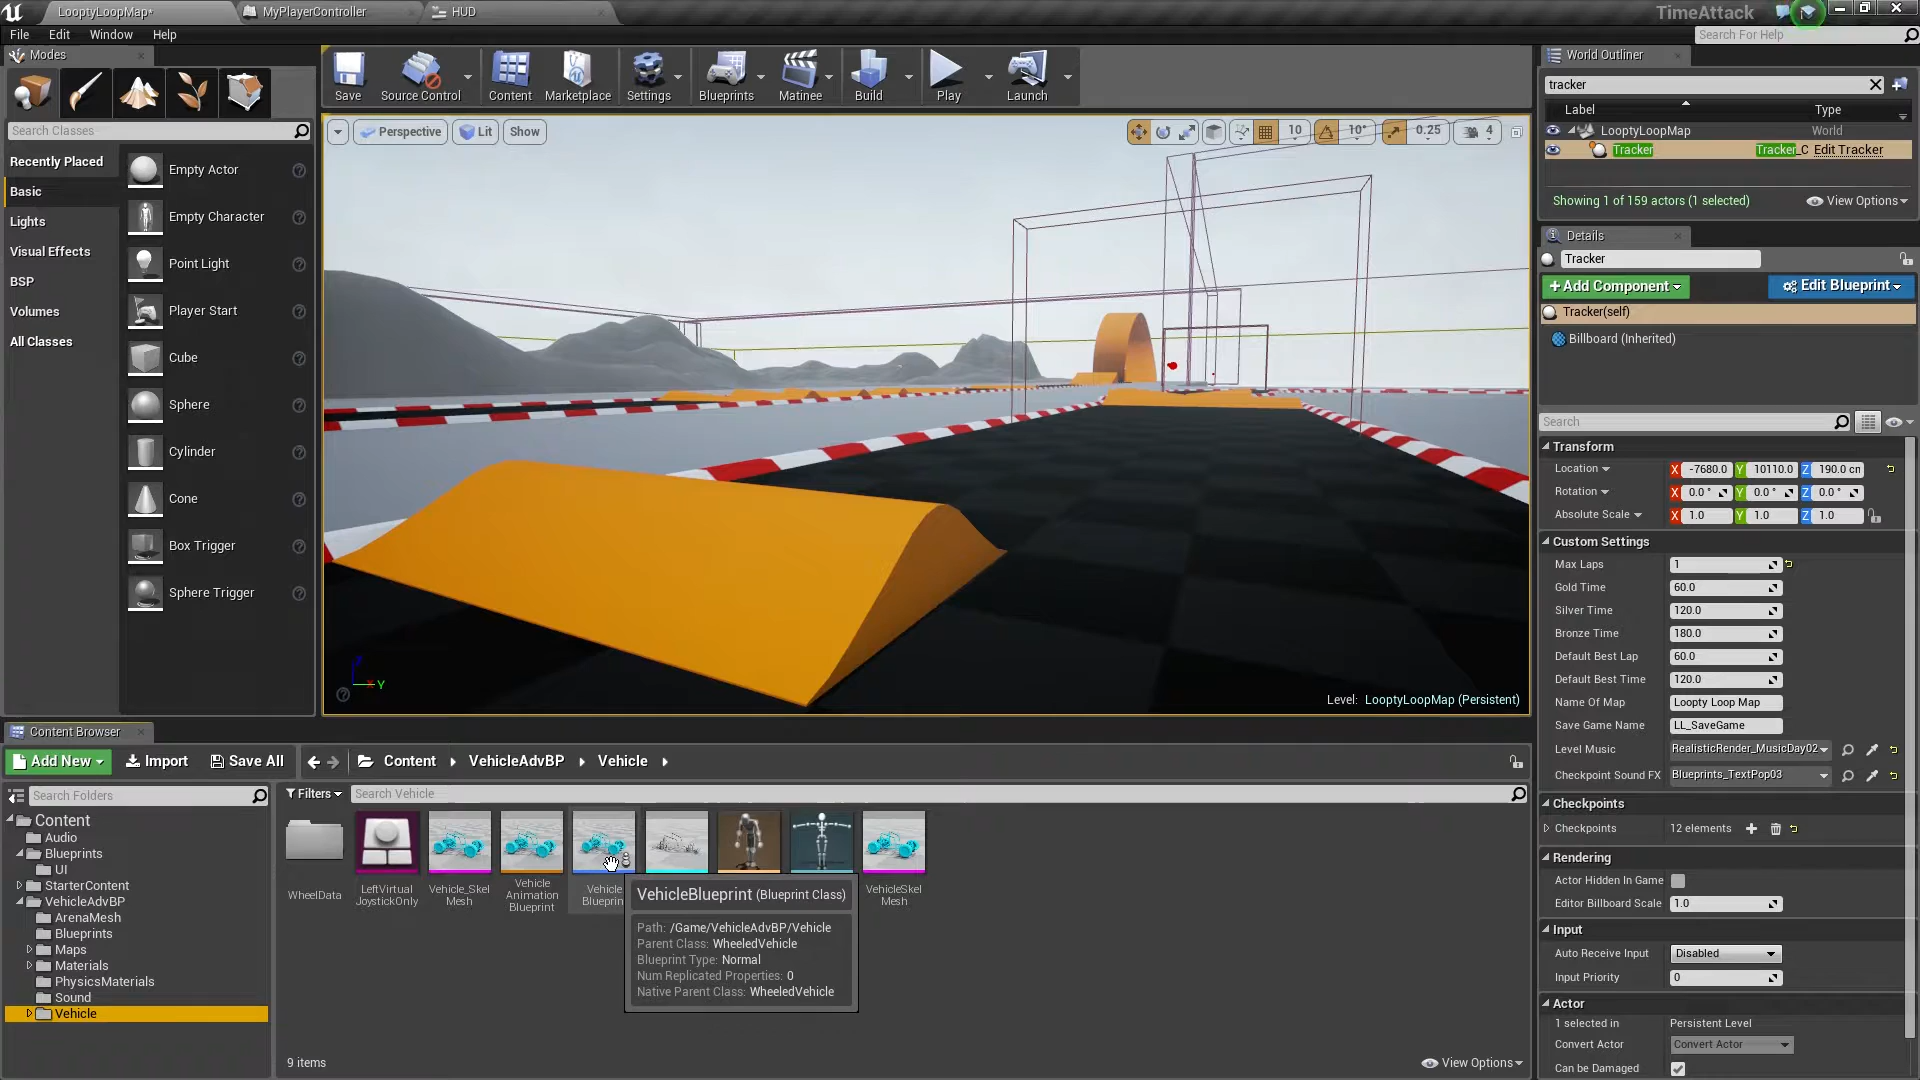 LooptyLoopMap*
MyPlayerController
HUD
TimeAttack
File
Edit
Window
Help
Search For Help
Modes
Search Classes
Recently Placed
Basic
Lights
Visual Effects
BSP
Volumes
All Classes
Empty Actor
Empty Character
Point Light
Player Start
Cube
Sphere
Cylinder
Cone
Box Trigger
Sphere Trigger
Save
Source Control
Content
Marketplace
Settings
Blueprints
Matinee
Build
Play
Launch
Perspective
Lit
Show
10
10°
0.25
4
Y
Level: LooptyLoopMap (Persistent)
World Outliner
tracker
Label
Type
LooptyLoopMap
World
Tracker
Tracker_C
Edit Tracker
Showing 1 of 159 actors (1 selected)
View Options
Details
Tracker
+Add Component
Edit Blueprint
Tracker(self)
Billboard (Inherited)
Search
Transform
Location
X -7680.0
Y 10110.0
Z 190.0 cm
Rotation
X 0.0 °
Y 0.0 °
Z 0.0 °
Absolute Scale
X 1.0
Y 1.0
Z 1.0
Custom Settings
Max Laps
1
Gold Time
60.0
Silver Time
120.0
Bronze Time
180.0
Default Best Lap
60.0
Default Best Time
120.0
Name Of Map
Loopty Loop Map
Save Game Name
LL_SaveGame
Level Music
RealisticRender_MusicDay02
Checkpoint Sound FX
Blueprints_TextPop03
Checkpoints
Checkpoints
12 elements
Rendering
Actor Hidden In Game
Editor Billboard Scale
1.0
Input
Auto Receive Input
Disabled
Input Priority
0
Actor
1 selected in
Persistent Level
Convert Actor
Convert Actor
Can be Damaged
Content Browser
Add New
Import
Save All
Content
VehicleAdvBP
Vehicle
Search Folders
Filters
Search Vehicle
Content
Audio
Blueprints
UI
StarterContent
VehicleAdvBP
ArenaMesh
Blueprints
Maps
Materials
PhysicsMaterials
Sound
Vehicle
WheelData
LeftVirtual
JoystickOnly
Vehicle_Skel
Mesh
Vehicle
Animation
Blueprint
Vehicle
Blueprin
VehicleSkel
Mesh
VehicleBlueprint (Blueprint Class)
Path: /Game/VehicleAdvBP/Vehicle
Parent Class: WheeledVehicle
Blueprint Type: Normal
Num Replicated Properties: 0
Native Parent Class: WheeledVehicle
9 items
View Options